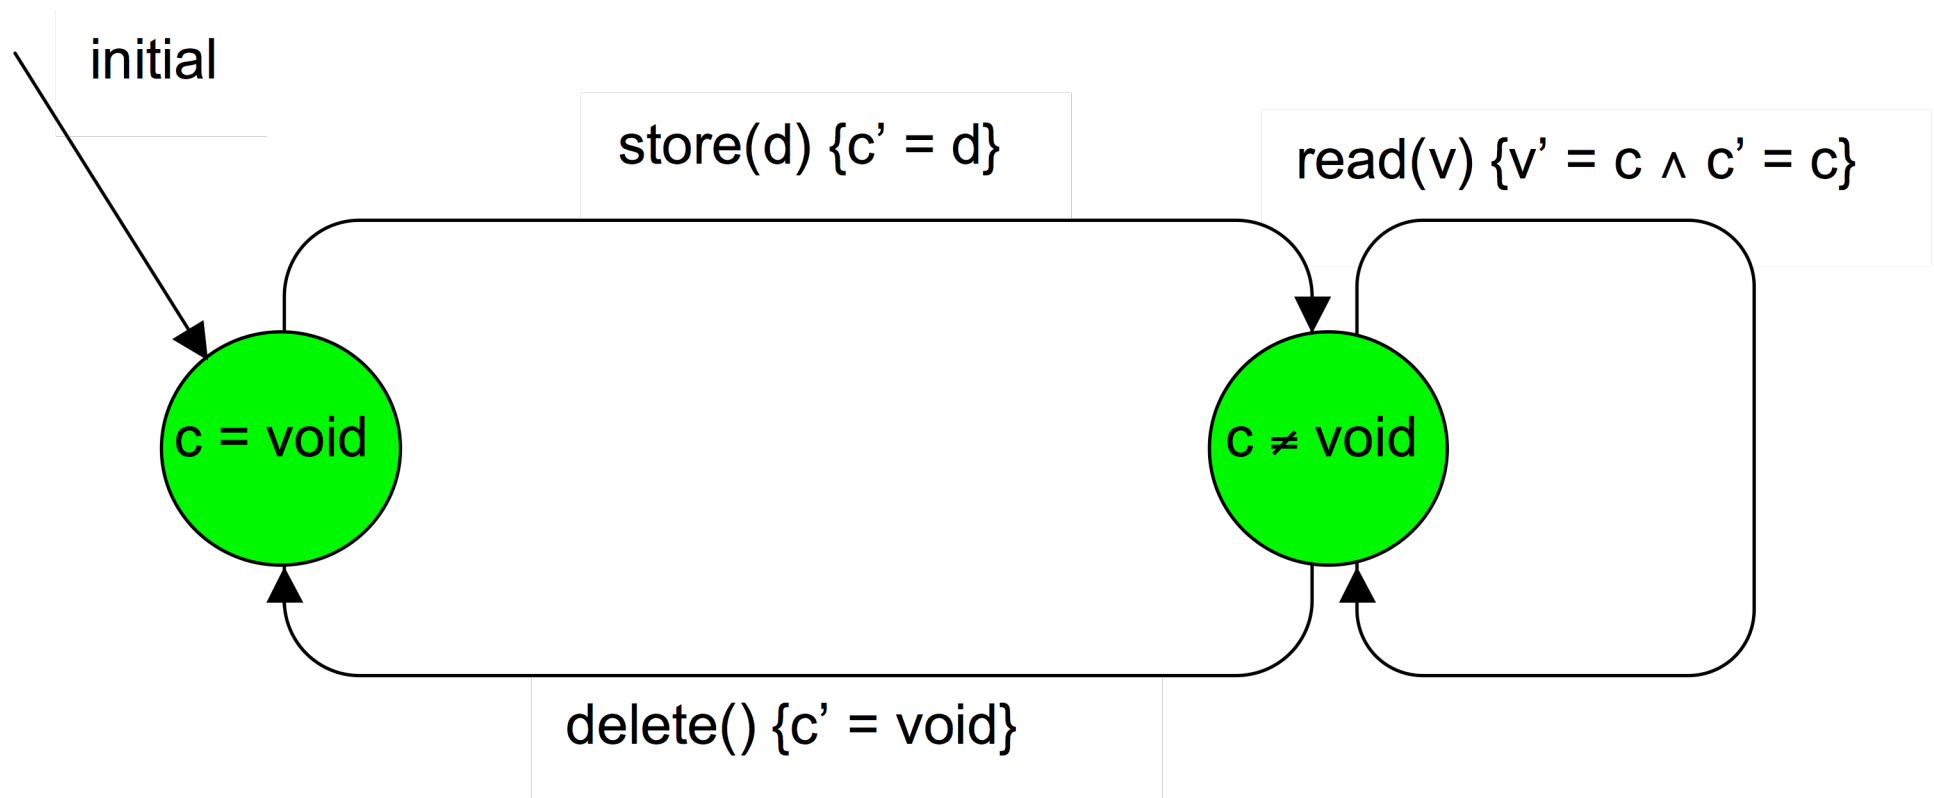 initial
store(d) {c’ = d}
read(v) {v’ = c ∧ c’ = c}
c = void
c ≠ void
delete() {c’ = void}